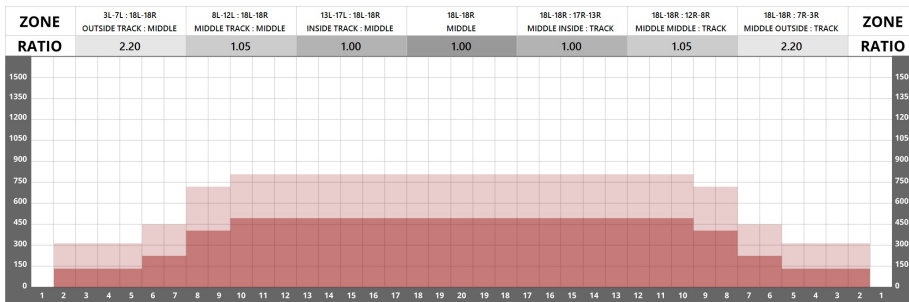 ZONE 3L-7L : 18L-18R 8L-12L : 18L-18R 13L-17L : 18L-18R 18L-18R 18L-18R : 17R-13R 18L-18R : 12R-8R 18L-18R : 7R-3R ZONE
OUTSIDE TRACK : MIDDLE MIDDLE TRACK : MIDDLE INSIDE TRACK : MIDDLE MIDDLE MIDDLE INSIDE : TRACK MIDDLE MIDDLE : TRACK MIDDLE OUTSIDE : TRACK
RATIO 2.20 1.05 1.00 1.00 1.00 1.05 2.20 RATIO
1500 1500
1350 1350
1200 1200
1050 1050
900 900
750 750
600 600
450 450
300 300
150 150
0 0
1 2 3 4 5 6 7 8 9 10 11 12 13 14 15 16 17 18 19 20 19 18 17 16 15 14 13 12 11 10 9 8 7 6 5 4 3 2 1